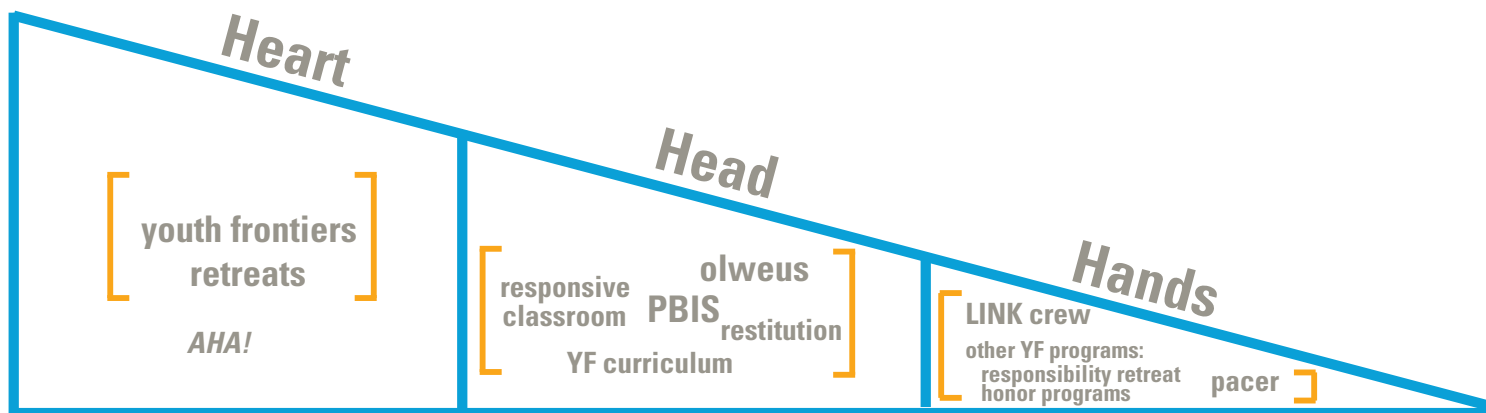 Heart
youth frontiers
retreats
AHA!
Head
olweus
responsive
classroom
PBIS
restitution
YF curriculum
Hands
LINK crew
other YF programs:
responsibility retreat
honor programs
pacer